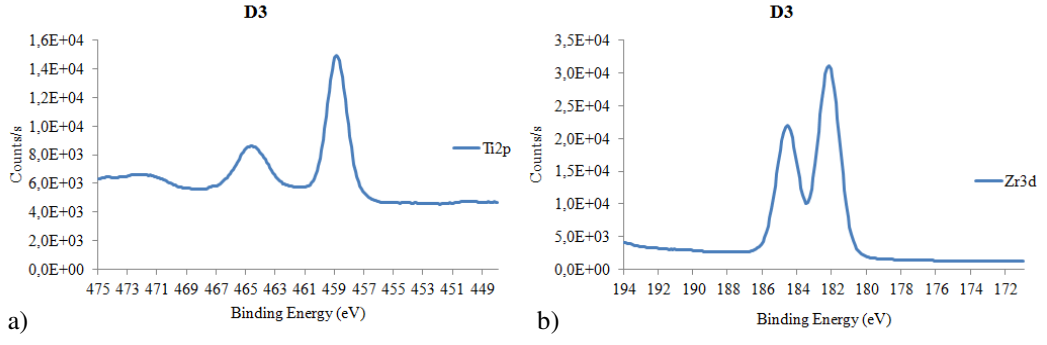 D3
1,6E+04
1,4E+04
1,2E+04
1,0E+04
8,0E+03
6,0E+03
4,0E+03
2,0E+03
0,0E+00
Counts/s
475 473 471 469 467 465 463 461 459 457 455 453 451 449
Binding Energy (eV)
Ti2p
a)
D3
3,5E+04
3,0E+04
2,5E+04
2,0E+04
1,5E+04
1,0E+04
5,0E+03
0,0E+00
Counts/s
194 192 190 188 186 184 182 180 178 176 174 172
Binding Energy (eV)
Zr3d
b)